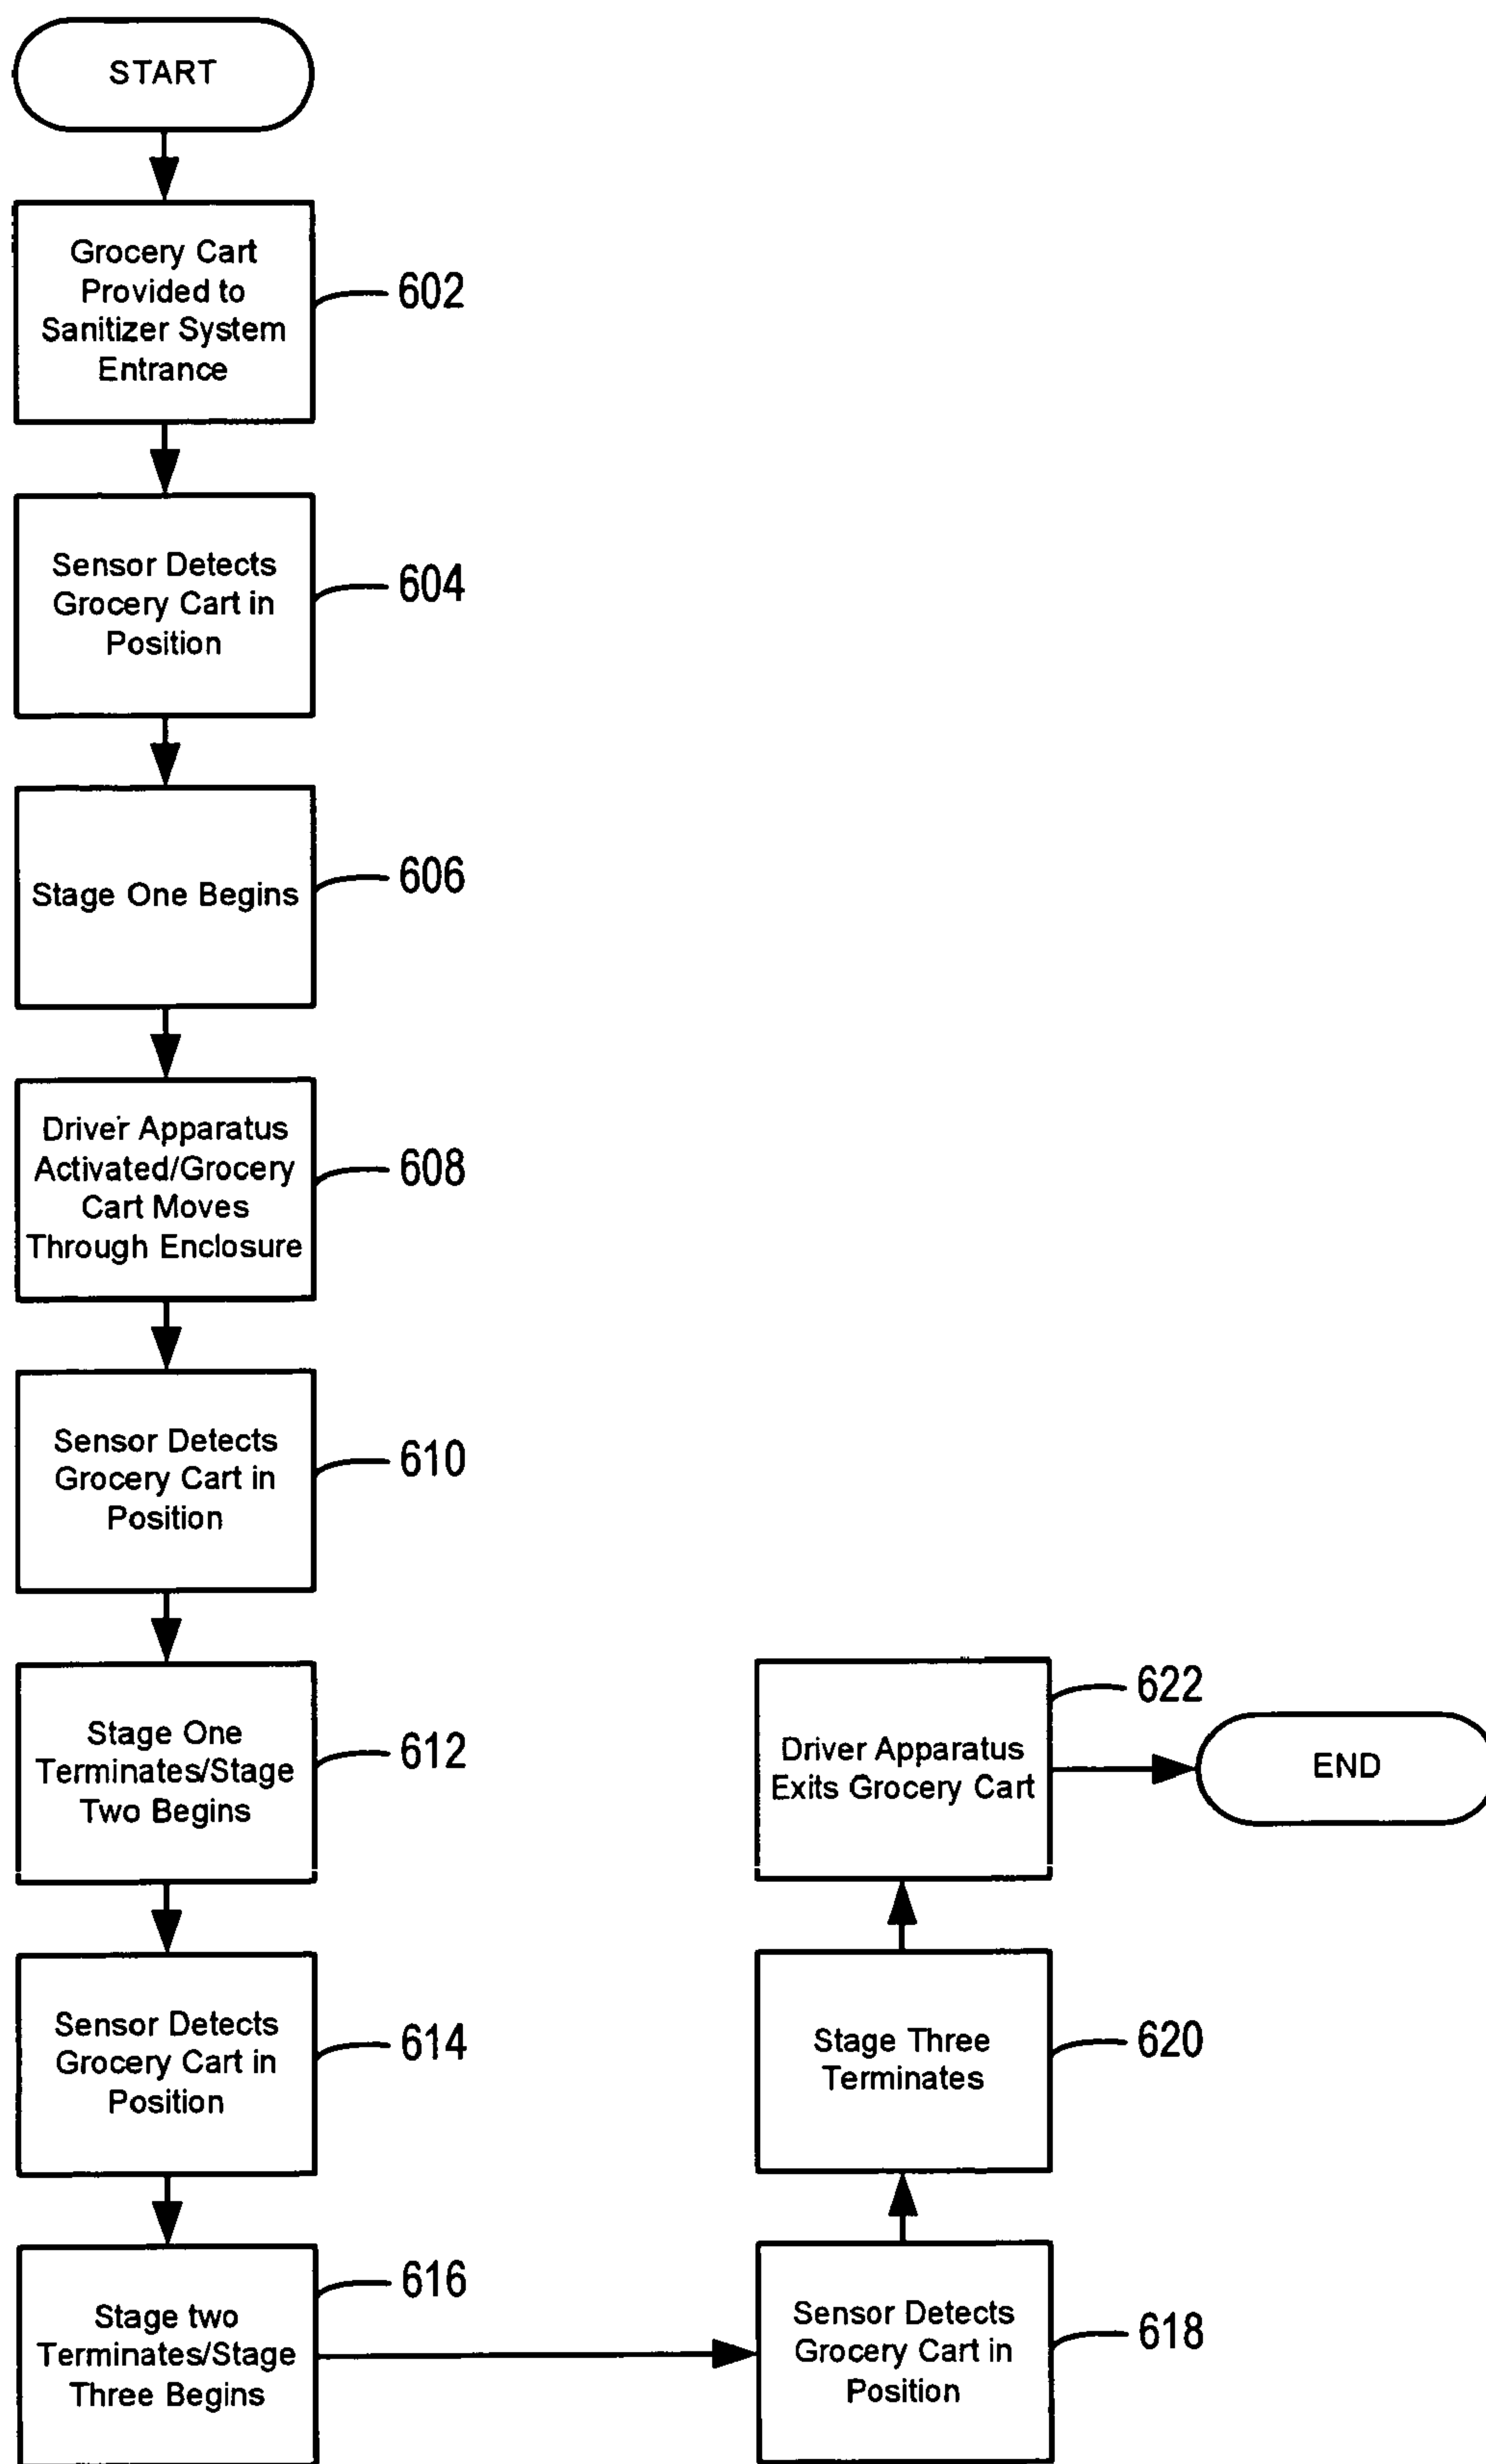 START
Grocery Cart
Provided to
Sanitizer System
Entrance
602
Sensor Detects
Grocery Cart in
Position
604
Stage One Begins
606
Driver Apparatus
Activated/Grocery
Cart Moves
Through Enclosure
608
Sensor Detects
Grocery Cart in
Position
610
Stage One
Terminates/Stage
Two Begins
612
Sensor Detects
Grocery Cart in
Position
614
Stage two
Terminates/Stage
Three Begins
616
Sensor Detects
Grocery Cart in
Position
618
Stage Three
Terminates
620
Driver Apparatus
Exits Grocery Cart
622
END